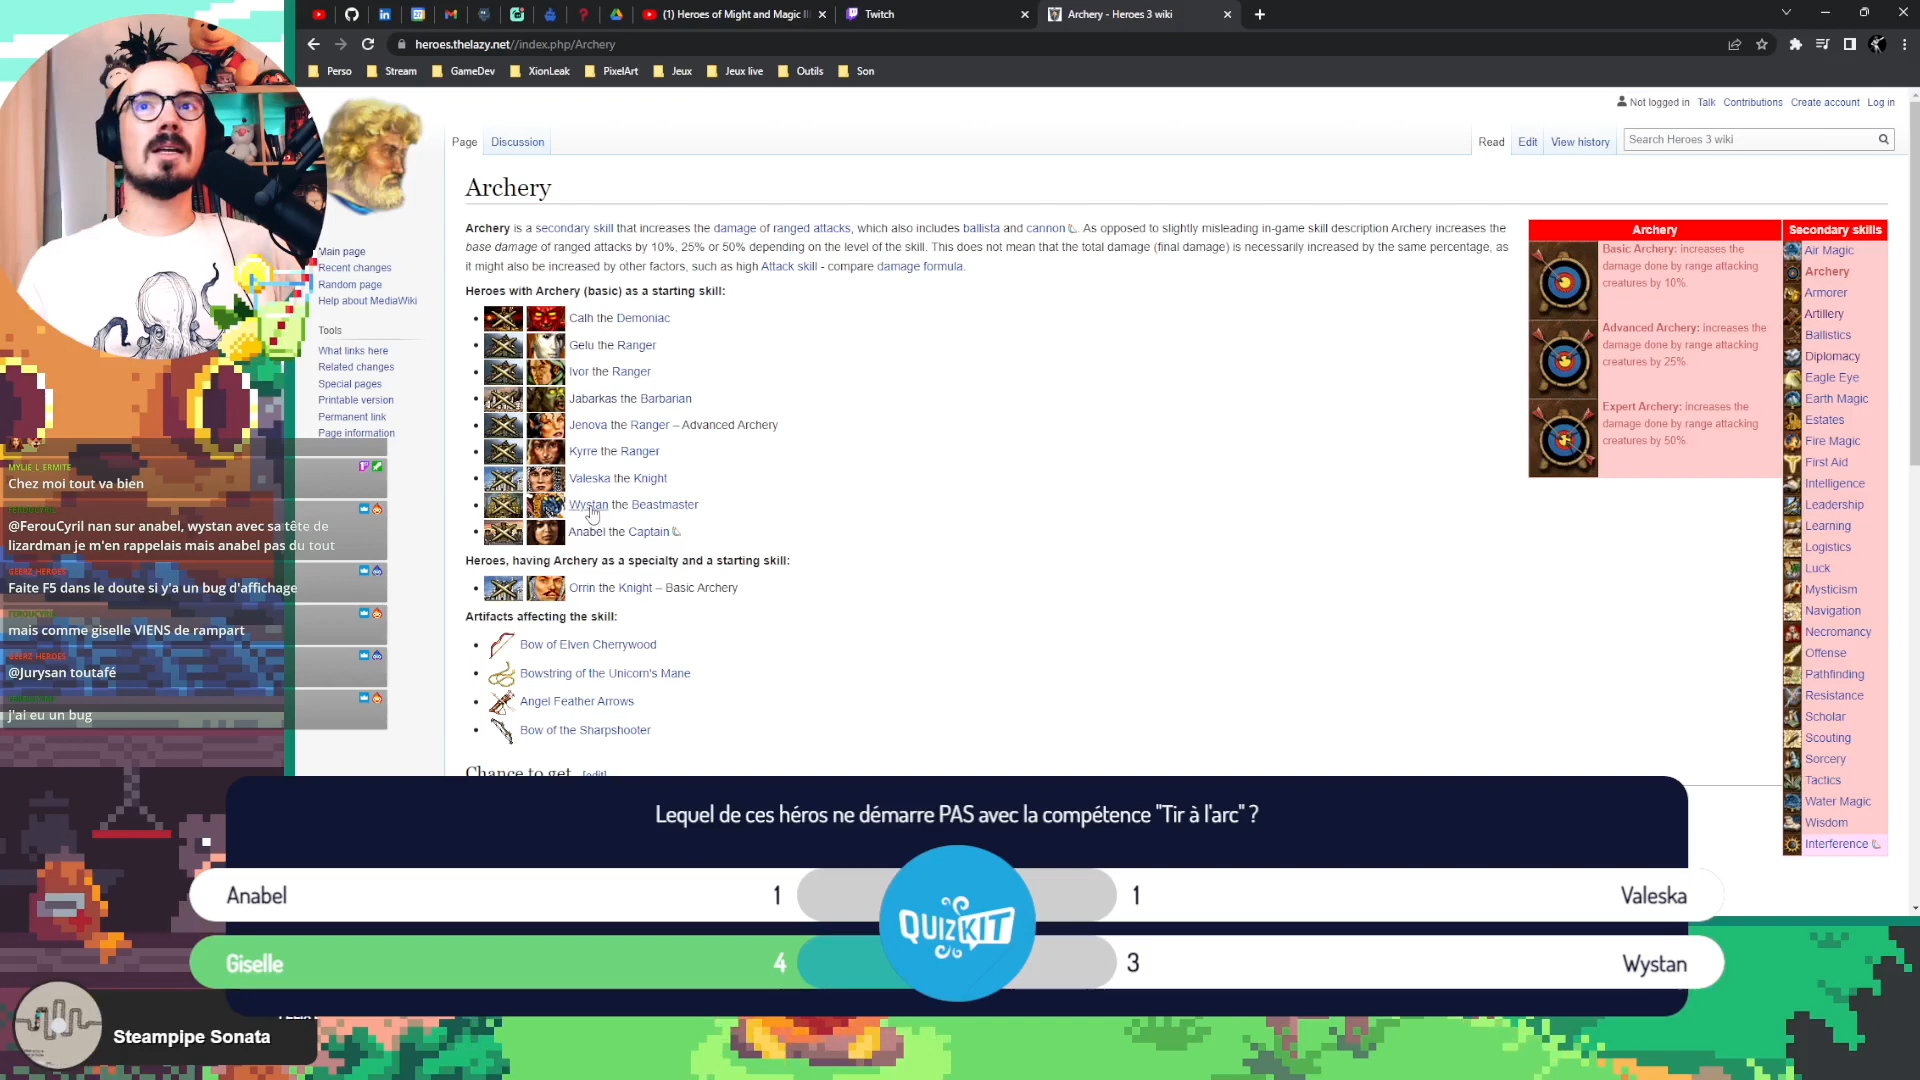 (1) Heroes of Might and Magic II
Twitch
Archery - Heroes 3 wiki
heroes.thelazy.net//index.php/Archery
Perso
Stream
GameDev
XionLeak
PixelArt
Jeux
Jeux live
Outils
Son
Not logged in Talk Contributions Create account Log in
Page Discussion
Read Edit View history
Search Heroes 3 wiki
Main page
Recent changes
Random page
Help about MediaWiki
Tools
What links here
Related changes
Special pages
Printable version
Permanent link
Page information
Archery
Archery is a secondary skill that increases the damage of ranged attacks, which also includes ballista and cannon. As opposed to slightly misleading in-game skill description Archery increases the
base damage of ranged attacks by 10%, 25% or 50% depending on the level of the skill. This does not mean that the total damage (final damage) is necessarily increased by the same percentage, as
it might also be increased by other factors, such as high Attack skill - compare damage formula.
Heroes with Archery (basic) as a starting skill:
Calh the Demoniac
Gelu the Ranger
Ivor the Ranger
Jabarkas the Barbarian
Jenova the Ranger – Advanced Archery
Kyrre the Ranger
Valeska the Knight
Wystan the Beastmaster
Anabel the Captain
Heroes, having Archery as a specialty and a starting skill:
Orrin the Knight – Basic Archery
Artifacts affecting the skill:
Bow of Elven Cherrywood
Bowstring of the Unicorn's Mane
Angel Feather Arrows
Bow of the Sharpshooter
Chance to get [edit]
Archery
Basic Archery: increases the
damage done by range attacking
creatures by 10%.
Advanced Archery: increases the
damage done by range attacking
creatures by 25%.
Expert Archery: increases the
damage done by range attacking
creatures by 50%.
Secondary skills
Air Magic
Archery
Armorer
Artillery
Ballistics
Diplomacy
Eagle Eye
Earth Magic
Estates
Fire Magic
First Aid
Intelligence
Leadership
Learning
Logistics
Luck
Mysticism
Navigation
Necromancy
Offense
Pathfinding
Resistance
Scholar
Scouting
Sorcery
Tactics
Water Magic
Wisdom
Interference
MYLIE L ERMITE
Chez moi tout va bien
@FerouCyril nan sur anabel, wystan avec sa tête de
lizardman je m'en rappelais mais anabel pas du tout
GEERZ HEROES
Faite F5 dans le doute si y'a un bug d'affichage
FEROUCYRIL
mais comme giselle VIENS de rampart
GEERZ HEROES
@Jurysan toutafé
j'ai eu un bug
Lequel de ces héros ne démarre PAS avec la compétence "Tir à l'arc" ?
Anabel 1
1 Valeska
Giselle 4
3 Wystan
QUIZKIT
Steampipe Sonata